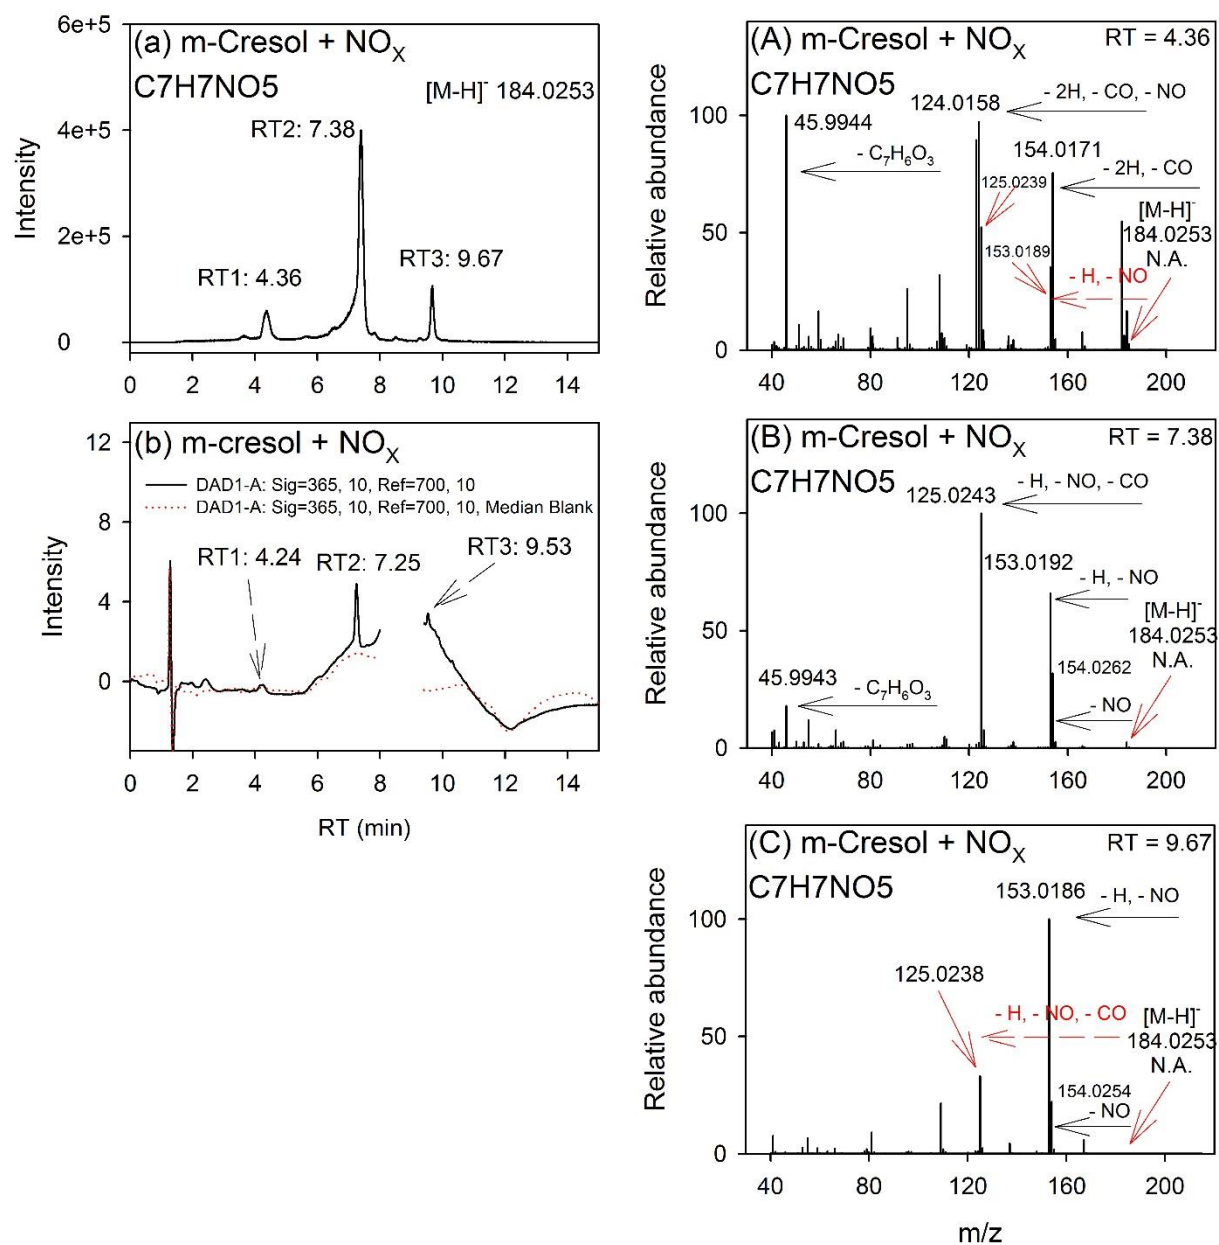 (a) m-Cresol + NOX
C7H7NO5
[M-H]- 184.0253
RT2: 7.38
RT1: 4.36
RT3: 9.67
Intensity
6e+5
4e+5
2e+5
0
0 2 4 6 8 10 12 14
(b) m-cresol + NOX
DAD1-A: Sig=365, 10, Ref=700, 10
DAD1-A: Sig=365, 10, Ref=700, 10, Median Blank
RT1: 4.24
RT2: 7.25
RT3: 9.53
Intensity
12
8
4
0
0 2 4 6 8 10 12 14
RT (min)
(A) m-Cresol + NOX
RT = 4.36
C7H7NO5
- 2H, - CO, - NO
124.0158
45.9944
- C7H6O3
154.0171
125.0239
- 2H, - CO
[M-H]-
184.0253
N.A.
153.0189
- H, - NO
Relative abundance
100
50
0
40 80 120 160 200
(B) m-Cresol + NOX
RT = 7.38
C7H7NO5
- H, - NO, - CO
125.0243
153.0192
- H, - NO
[M-H]-
184.0253
N.A.
154.0262
- NO
45.9943
- C7H6O3
Relative abundance
100
50
0
40 80 120 160 200
(C) m-Cresol + NOX
RT = 9.67
C7H7NO5
153.0186
- H, - NO
125.0238
- H, - NO, - CO
[M-H]-
184.0253
N.A.
154.0254
- NO
Relative abundance
100
50
0
40 80 120 160 200
m/z